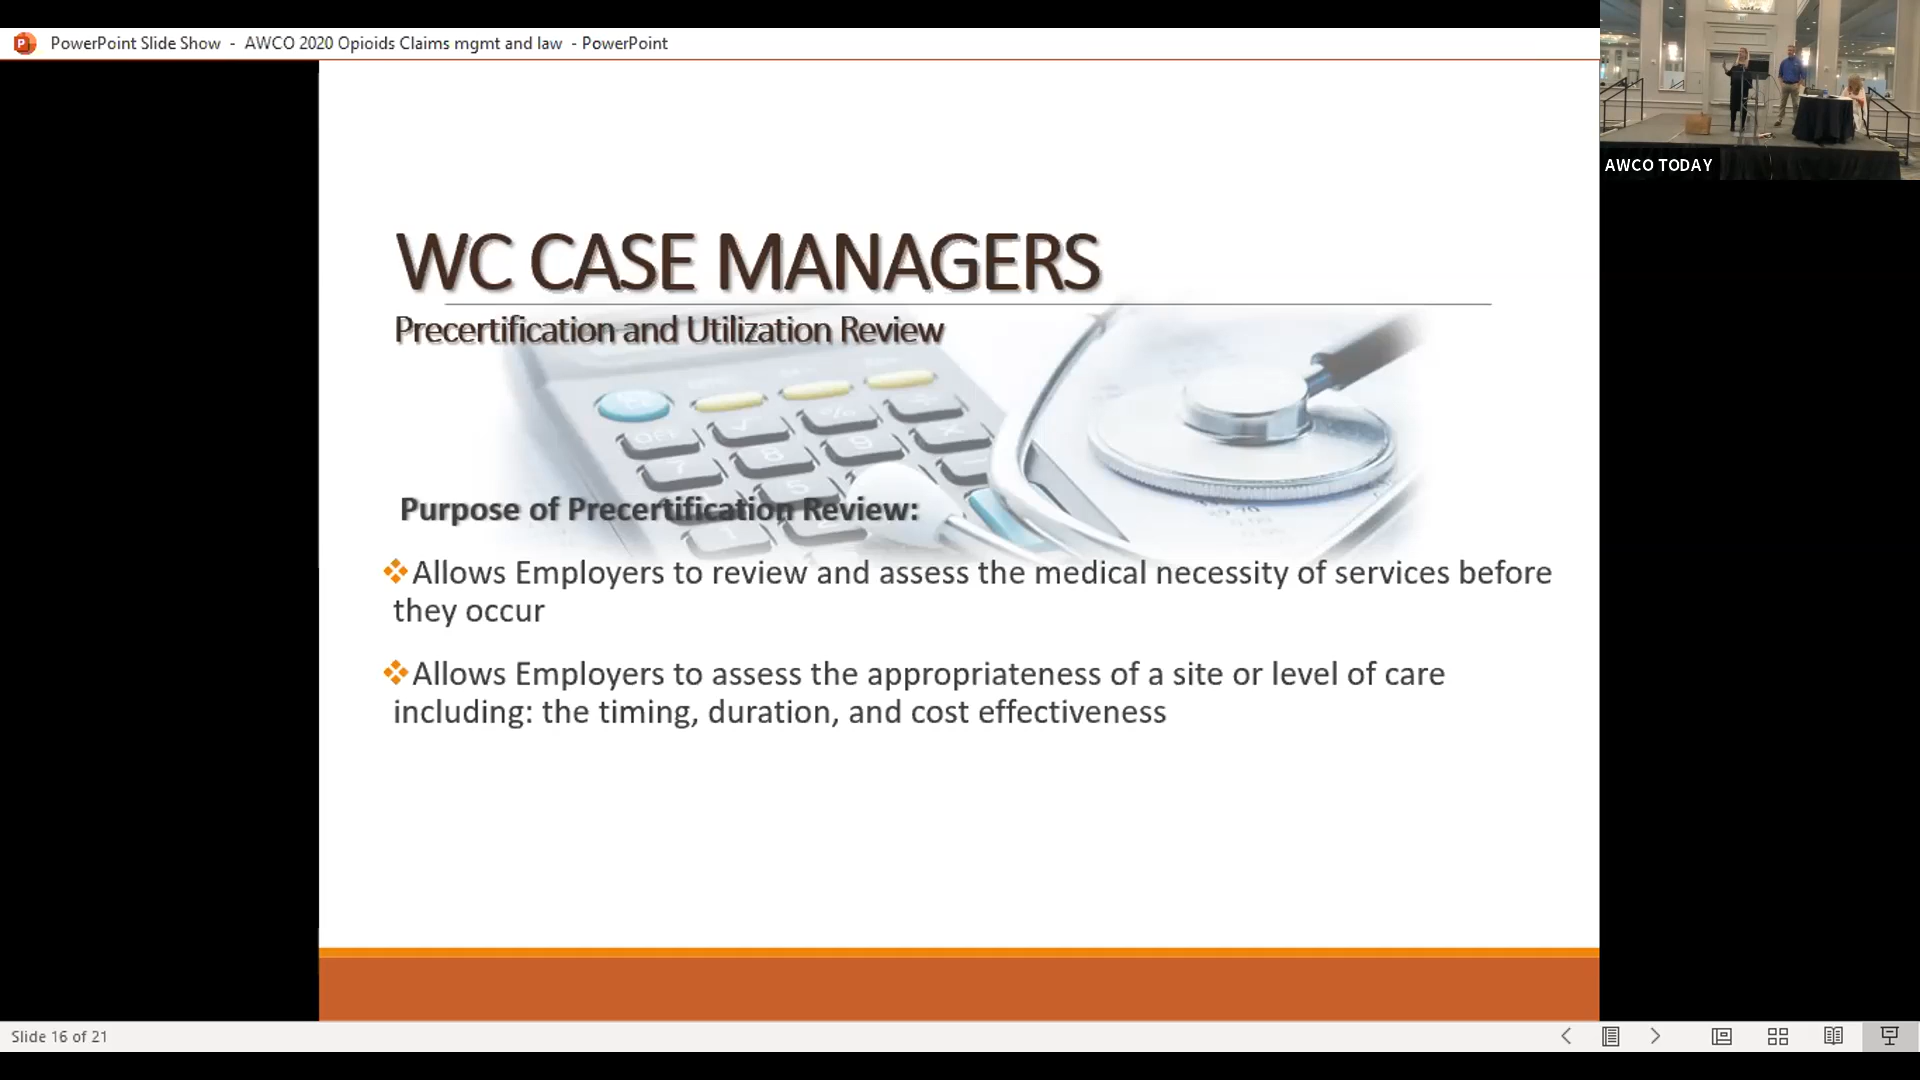 PowerPoint Slide Show - AWCO 2020 Opioids Claims mgmt and law - PowerPoint
AWCO TODAY
WC CASE MANAGERS
Precertification and Utilization Review
Purpose of Precertification Review:
Allows Employers to review and assess the medical necessity of services before
they occur
Allows Employers to assess the appropriateness of a site or level of care
including: the timing, duration, and cost effectiveness
Slide 16 of 21